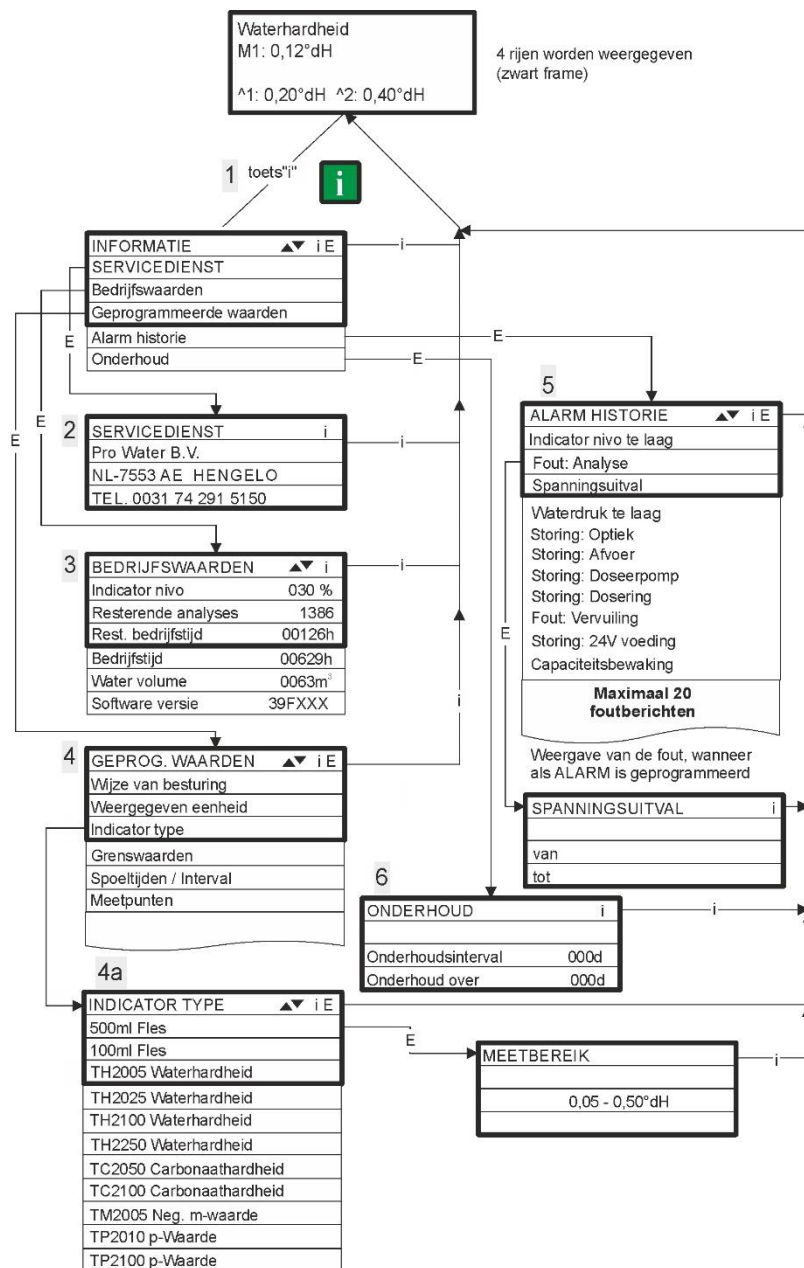 Waterhardheid
M1: 0,12°dH
^1: 0,20°dH ^2: 0,40°dH
4 rijen worden weergegeven
(zwart frame)
1 toets"i"
i
INFORMATIE ▲▼ i E
SERVICEDIENST
Bedrijfswaarden
Geprogrammeerde waarden
Alarm historie
Onderhoud
i
E
E
E
E
E
2
SERVICEDIENST i
Pro Water B.V.
NL-7553 AE HENGELO
TEL. 0031 74 291 5150
i
3
BEDRIJFSWAARDEN ▲▼ i
Indicator nivo 030 %
Resterende analyses 1386
Rest. bedrijfstijd 00126h
Bedrijfstijd 00629h
Water volume 0063m³
Software versie 39FXXX
i
i
4
GEPROG. WAARDEN ▲▼ i E
Wijze van besturing
Weergegeven eenheid
Indicator type
Grenswaarden
Spoeltijden / Interval
Meetpunten
4a
INDICATOR TYPE ▲▼ i E
500ml Fles
100ml Fles
TH2005 Waterhardheid
TH2025 Waterhardheid
TH2100 Waterhardheid
TH2250 Waterhardheid
TC2050 Carbonaathardheid
TC2100 Carbonaathardheid
TM2005 Neg. m-waarde
TP2010 p-Waarde
TP2100 p-Waarde
E
MEETBEREIK
0,05 - 0,50°dH
i
5
ALARM HISTORIE ▲▼ i E
Indicator nivo te laag
Fout: Analyse
Spanningsuitval
Waterdruk te laag
Storing: Optiek
Storing: Afvoer
Storing: Doseerpomp
Storing: Dosering
Fout: Vervuiling
Storing: 24V voeding
Capaciteitsbewaking
Maximaal 20
foutberichten
E
Weergave van de fout, wanneer
als ALARM is geprogrammeerd
SPANNINGSUITVAL i
van
tot
6
ONDERHOUD i
Onderhoudsinterval 000d
Onderhoud over 000d
i